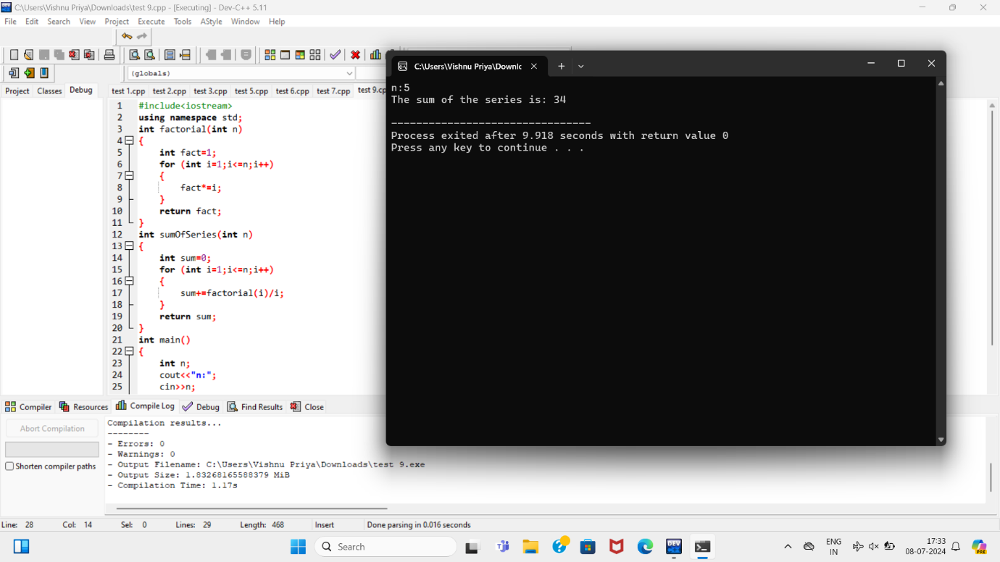 C:\Users\Vishnu Priya\Downloads\test 9.cpp - [Executing] - Dev-C++ 5.11
File Edit Search View Project Execute Tools AStyle Window Help
(globals)
Project Classes Debug
test 1.cpp test 2.cpp test 3.cpp test 5.cpp test 6.cpp test 7.cpp test 9.cp
1 #include<iostream>
2 using namespace std;
3 int factorial(int n)
4 {
5 int fact=1;
6 for (int i=1;i<=n;i++)
7 {
8 fact*=i;
9 }
10 return fact;
11 }
12 int sumOfSeries(int n)
13 {
14 int sum=0;
15 for (int i=1;i<=n;i++)
16 {
17 sum+=factorial(i)/i;
18 }
19 return sum;
20 }
21 int main()
22 {
23 int n;
24 cout<<"n:";
25 cin>>n;
C:\Users\Vishnu Priya\Downlc
n:5
The sum of the series is: 34
--------------------------------
Process exited after 9.918 seconds with return value 0
Press any key to continue . . .
Compiler Resources Compile Log Debug Find Results Close
Abort Compilation
Shorten compiler paths
Compilation results...
--------
- Errors: 0
- Warnings: 0
- Output Filename: C:\Users\Vishnu Priya\Downloads\test 9.exe
- Output Size: 1.83268165588379 MiB
- Compilation Time: 1.17s
Line: 28 Col: 14 Sel: 0 Lines: 29 Length: 468 Insert Done parsing in 0.016 seconds
Search
DEV
ENG
IN
17:33
08-07-2024
PRE